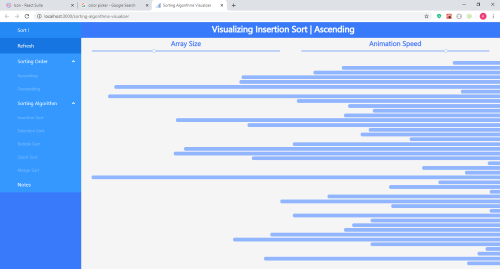 Icon - React Suite
color picker - Google Search
Sorting Algorithme Visualizer
localhost:3000/sorting-algorithme-visualizer
Sort !
Visualizing Insertion Sort | Ascending
Refresh
Array Size
Animation Speed
Sorting Order
Ascending
Descending
Sorting Algorithm
Insertion Sort
Selection Sort
Bubble Sort
Quick Sort
Merge Sort
Notes